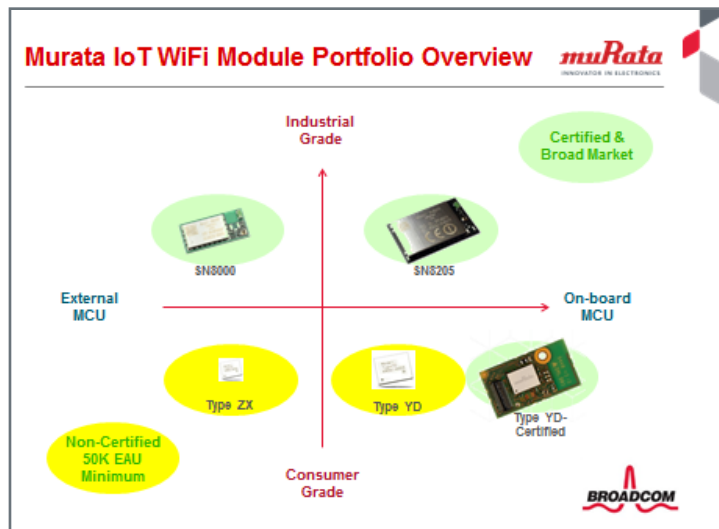 Murata IoT WiFi Module Portfolio Overview
muRata
INNOVATOR IN ELECTRONICS
Industrial
Grade
Certified &
Broad Market
SN8000
SN8205
External
MCU
On-board
MCU
Type ZX
Type YD
Type YD-
Certified
Non-Certified
50K EAU
Minimum
Consumer
Grade
BROADCOM